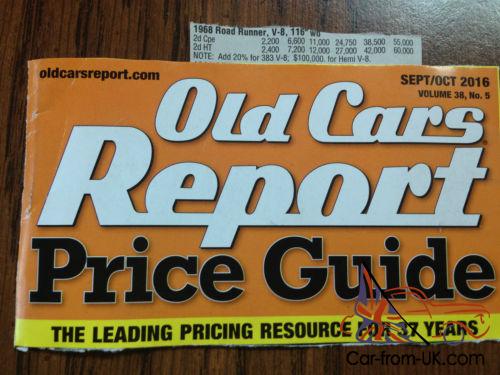 1968 Road Runner, V-8, 116" wb
2d Cpe 2,200 6,600 11,000 24,750 38,500 55,000
2d HT 2,400 7,200 12,000 27,000 42,000 60,000
NOTE: Add 20% for 383 V-8; $100,000. for Hemi V-8.
oldcarsreport.com
SEPT/OCT 2016
VOLUME 38, No. 5
Old Cars
Report
Price Guide
THE LEADING PRICING RESOURCE FOR 37 YEARS
Car-from-UK.com